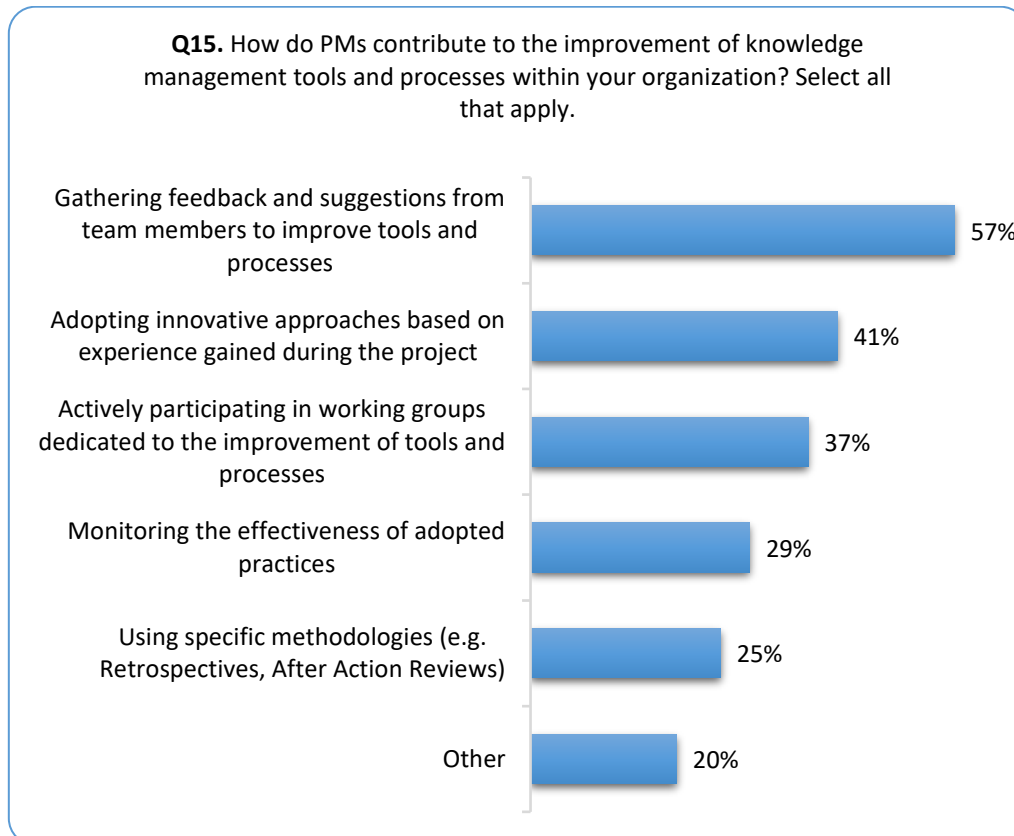 Q15. How do PMs contribute to the improvement of knowledge
management tools and processes within your organization? Select all
that apply.
Gathering feedback and suggestions from
team members to improve tools and
processes
57%
Adopting innovative approaches based on
experience gained during the project
41%
Actively participating in working groups
dedicated to the improvement of tools and
processes
37%
Monitoring the effectiveness of adopted
practices
29%
Using specific methodologies (e.g.
Retrospectives, After Action Reviews)
25%
Other
20%